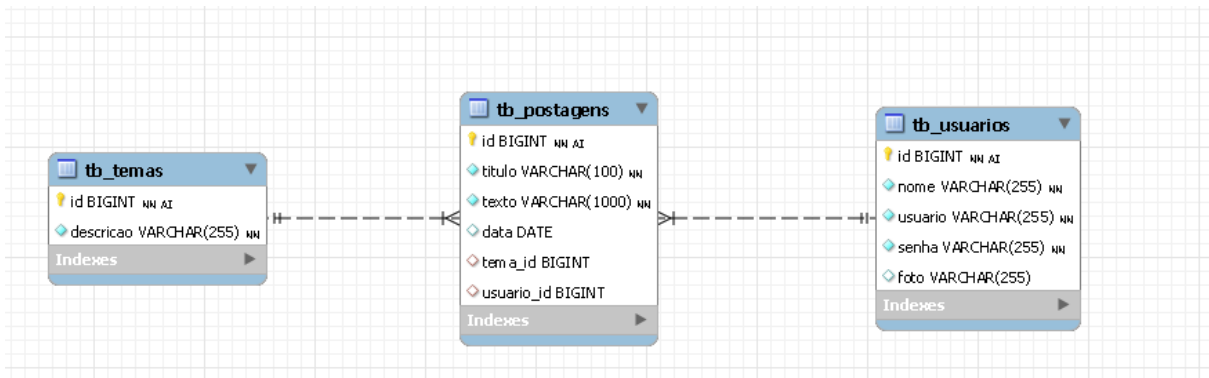 tb_temas
id BIGINT NN AI
descricao VARCHAR(255) NN
Indexes
tb_postagens
id BIGINT NN AI
titulo VARCHAR(100) NN
texto VARCHAR(1000) NN
data DATE
tema_id BIGINT
usuario_id BIGINT
Indexes
tb_usuarios
id BIGINT NN AI
nome VARCHAR(255) NN
usuario VARCHAR(255) NN
senha VARCHAR(255) NN
foto VARCHAR(255)
Indexes